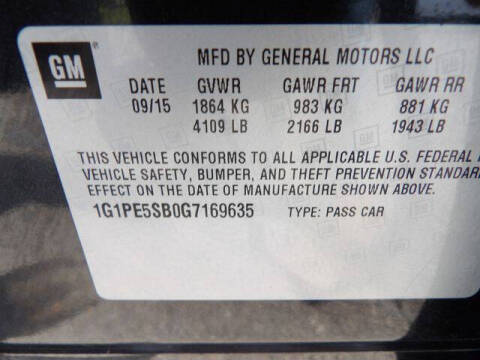 GM
MFD BY GENERAL MOTORS LLC
DATE GVWR GAWR FRT GAWR RR
09/15 1864 KG 983 KG 881 KG
4109 LB 2166 LB 1943 LB
THIS VEHICLE CONFORMS TO ALL APPLICABLE U.S. FEDERAL
VEHICLE SAFETY, BUMPER, AND THEFT PREVENTION STANDARD
EFFECT ON THE DATE OF MANUFACTURE SHOWN ABOVE.
1G1PE5SB0G7169635 TYPE: PASS CAR